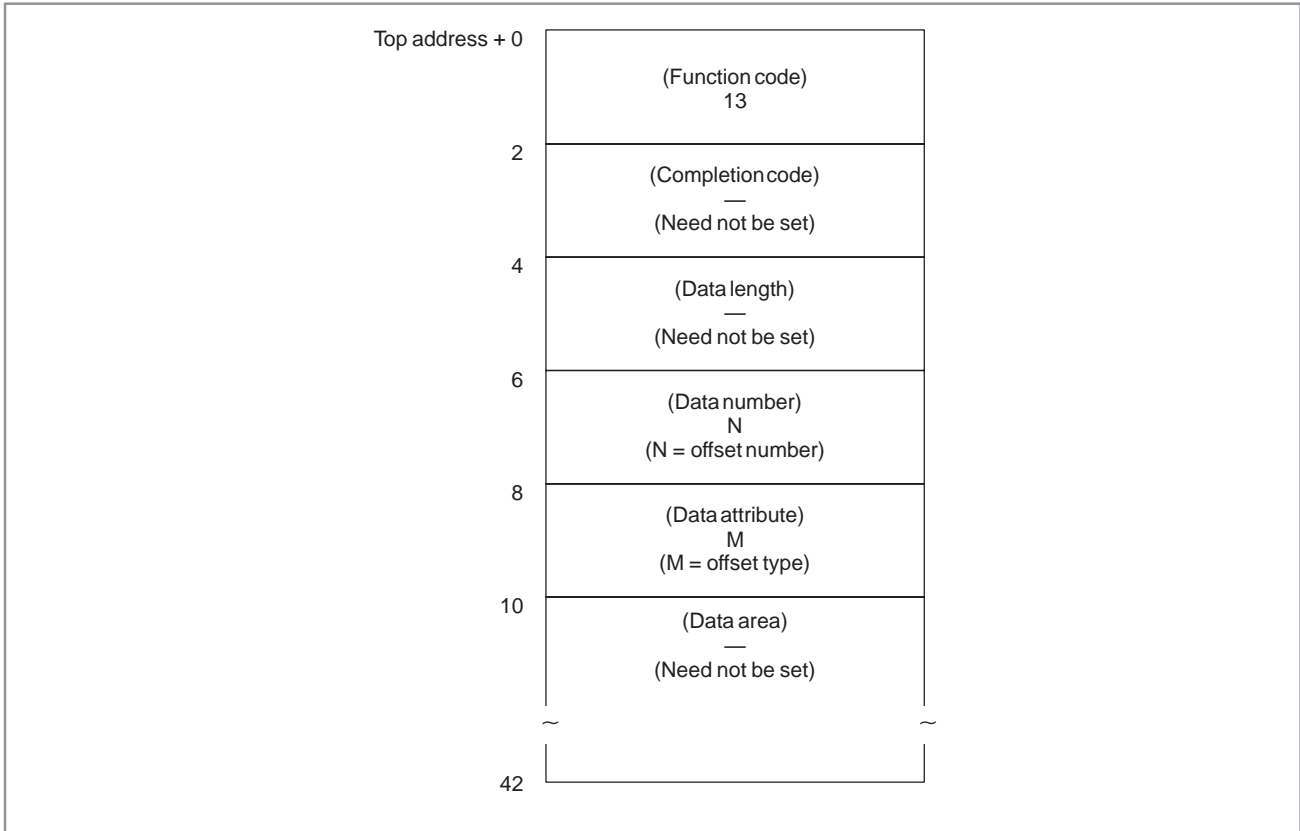 Top address + 0
(Function code)
13
2
(Completion code)
—
(Need not be set)
4
(Data length)
—
(Need not be set)
6
(Data number)
N
(N = offset number)
8
(Data attribute)
M
(M = offset type)
10
(Data area)
—
(Need not be set)
~ ~
42